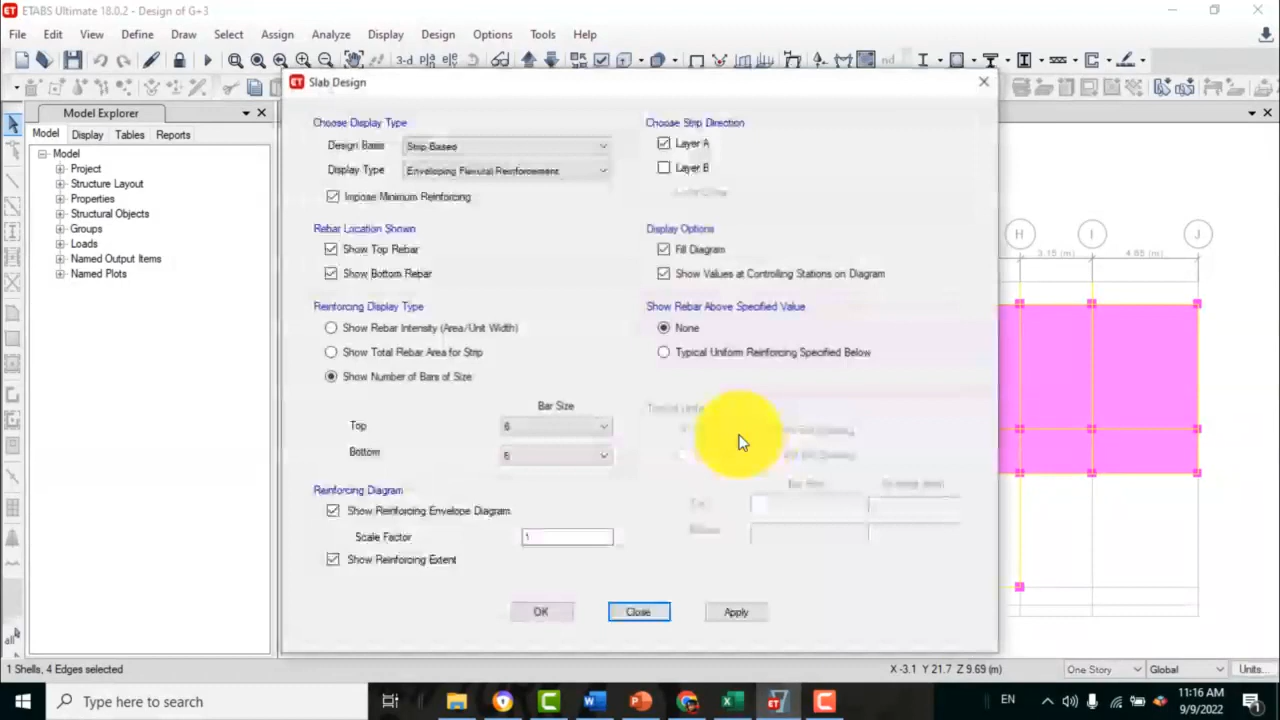 ETABS Ultimate 18.0.2 - Design of G+3
File Edit View Define Draw Select Assign Analyze Display Design Options Tools Help
3-d
nd
Model Explorer
Model Display Tables Reports
Model
Project
Structure Layout
Properties
Structural Objects
Groups
Loads
Named Output Items
Named Plots
Slab Design
Choose Display Type
Design Basis Strip Based
Display Type Enveloping Flexural Reinforcement
Impose Minimum Reinforcing
Rebar Location Shown
Show Top Rebar
Show Bottom Rebar
Reinforcing Display Type
Show Rebar Intensity (Area/Unit Width)
Show Total Rebar Area for Strip
Show Number of Bars of Size
Bar Size
Top 6
Bottom 6
Reinforcing Diagram
Show Reinforcing Envelope Diagram
Scale Factor 1
Show Reinforcing Extent
Choose Strip Direction
Layer A
Layer B
Display Options
Fill Diagram
Show Values at Controlling Stations on Diagram
Show Rebar Above Specified Value
None
Typical Uniform Reinforcing Specified Below
Bar Size
OK Close Apply
H I J
3.15 (m) 4.65 (m)
all
1 Shells, 4 Edges selected
X -3.1 Y 21.7 Z 9.69 (m)
One Story Global Units...
Type here to search
EN
11:16 AM
9/9/2022